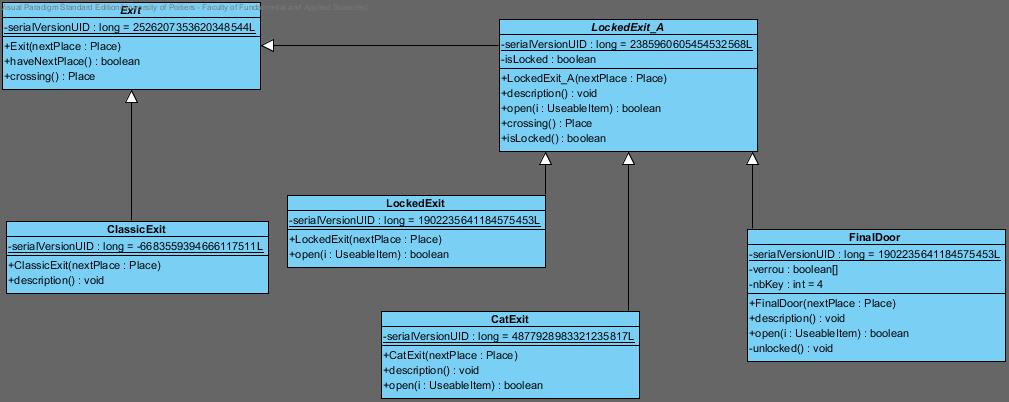 Visual Paradigm Standard Edition(University of Poitiers - Faculty of Fundamental and Applied Sciences)
Exit
-serialVersionUID : long = 2526207353620348544L
+Exit(nextPlace : Place)
+haveNextPlace() : boolean
+crossing() : Place
LockedExit_A
-serialVersionUID : long = 2385960605454532568L
-isLocked : boolean
+LockedExit_A(nextPlace : Place)
+description() : void
+open(i : UseableItem) : boolean
+crossing() : Place
+isLocked() : boolean
ClassicExit
-serialVersionUID : long = -6683559394666117511L
+ClassicExit(nextPlace : Place)
+description() : void
LockedExit
-serialVersionUID : long = 1902235641184575453L
+LockedExit(nextPlace : Place)
+open(i : UseableItem) : boolean
CatExit
-serialVersionUID : long = 4877928983321235817L
+CatExit(nextPlace : Place)
+description() : void
+open(i : UseableItem) : boolean
FinalDoor
-serialVersionUID : long = 1902235641184575453L
-verrou : boolean[]
-nbKey : int = 4
+FinalDoor(nextPlace : Place)
+description() : void
+open(i : UseableItem) : boolean
-unlocked() : void